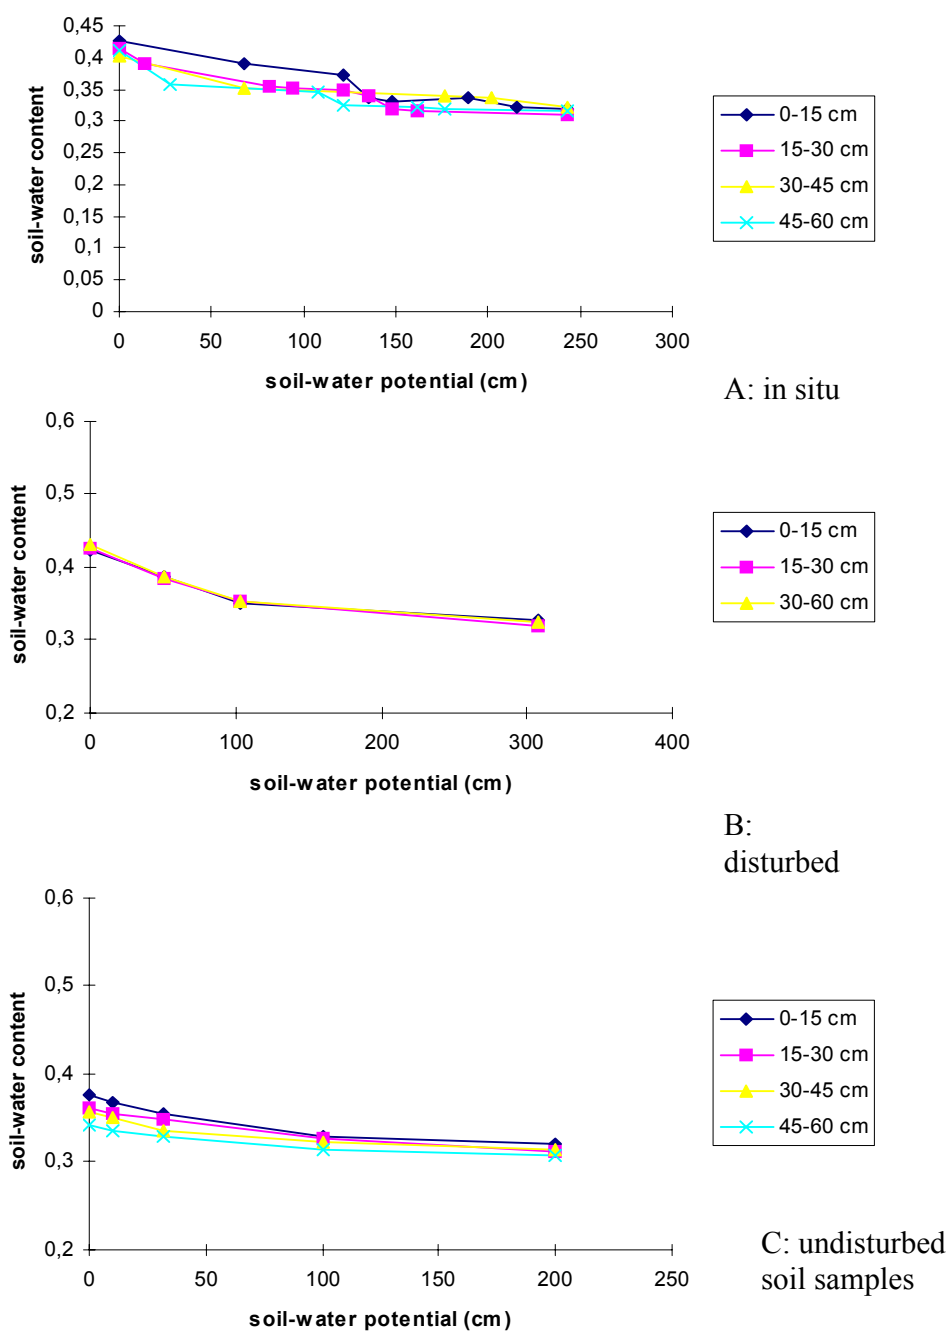 0,45
0,4
0,35
0,3
0,25
0,2
0,15
0,1
0,05
0
soil-water content
0 50 100 150 200 250 300
soil-water potential (cm)
0-15 cm
15-30 cm
30-45 cm
45-60 cm
A: in situ
0,6
0,5
0,4
0,3
0,2
soil-water content
0 100 200 300 400
soil-water potential (cm)
0-15 cm
15-30 cm
30-60 cm
B:
disturbed
0,6
0,5
0,4
0,3
0,2
soil-water content
0 50 100 150 200 250
soil-water potential (cm)
0-15 cm
15-30 cm
30-45 cm
45-60 cm
C: undisturbed
soil samples